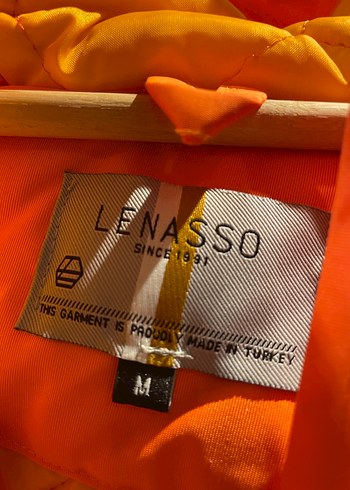 LENASSO
SINCE 1991
THIS GARMENT IS PROUDLY MADE IN TURKEY
M